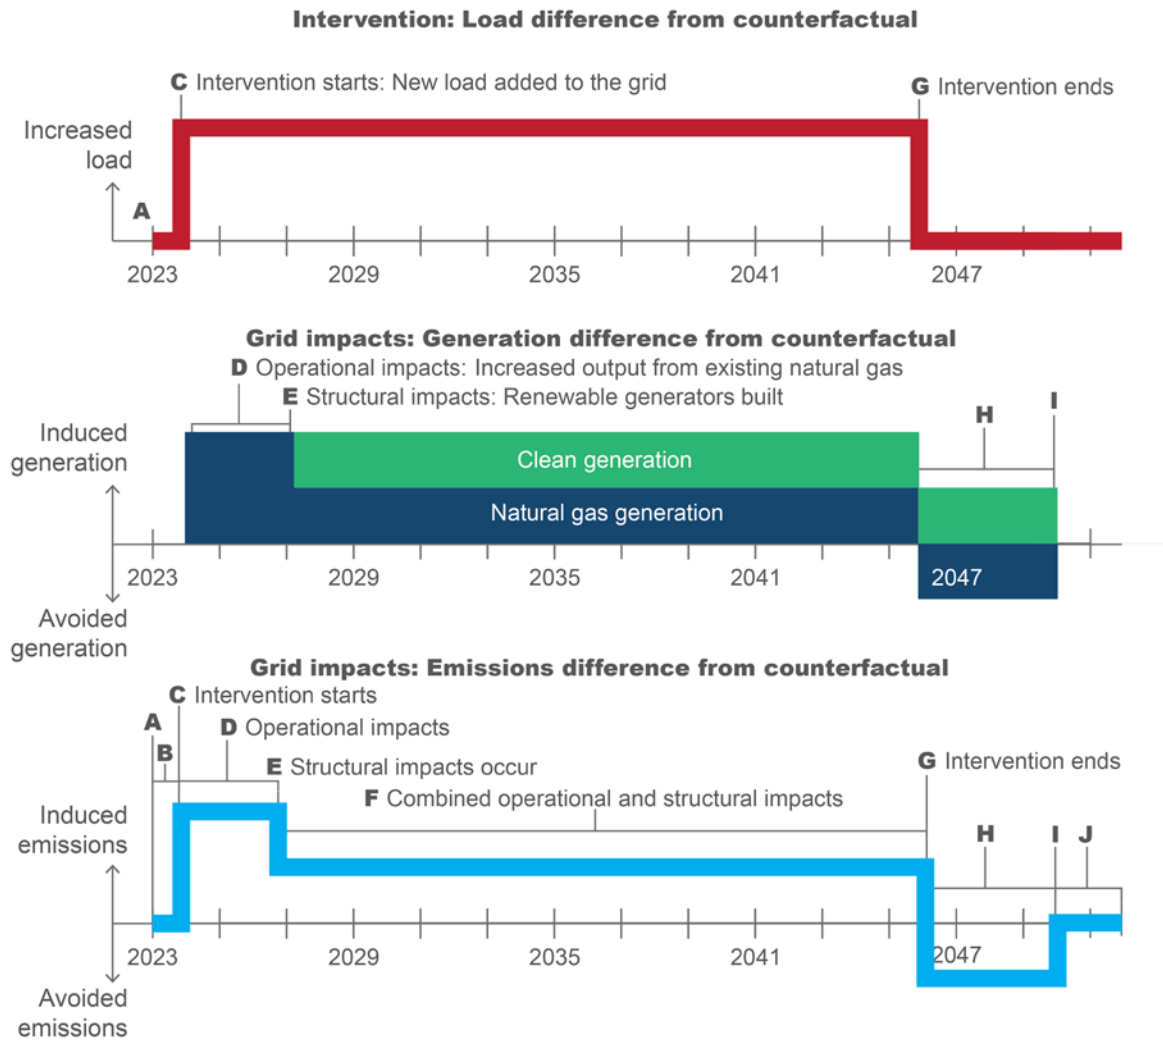 Intervention: Load difference from counterfactual
C Intervention starts: New load added to the grid
G Intervention ends
Increased
load
A
2023 2029 2035 2041 2047
Grid impacts: Generation difference from counterfactual
D Operational impacts: Increased output from existing natural gas
E Structural impacts: Renewable generators built
H I
Induced
generation
Clean generation
Natural gas generation
2023 2029 2035 2041 2047
Avoided
generation
Grid impacts: Emissions difference from counterfactual
C Intervention starts
A
D Operational impacts
B
E Structural impacts occur
G Intervention ends
F Combined operational and structural impacts
Induced
emissions
H I J
2023 2029 2035 2041 2047
Avoided
emissions